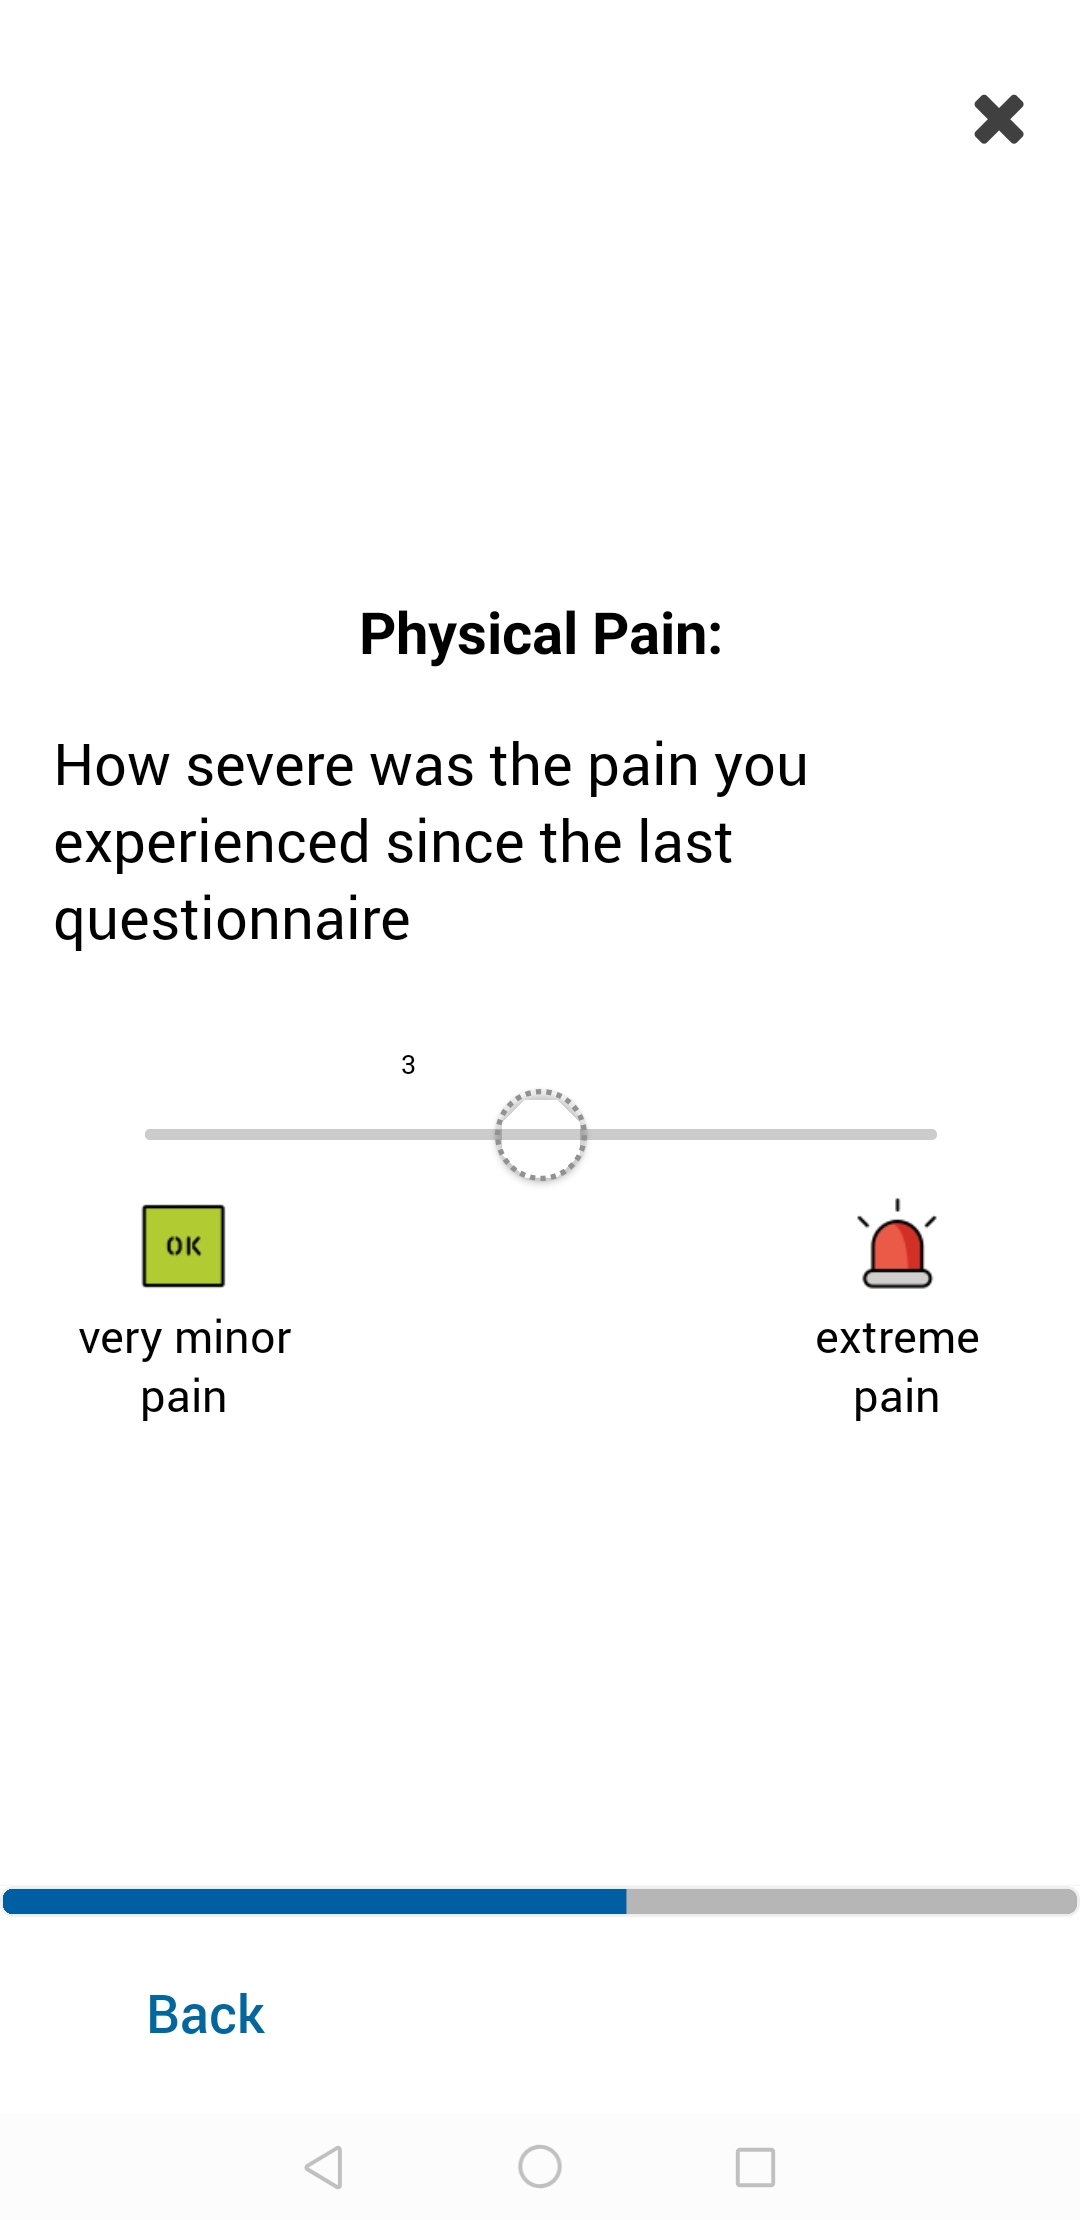 Physical Pain:
How severe was the pain you
experienced since the last
questionnaire
3
OK
very minor
pain
extreme
pain
Back